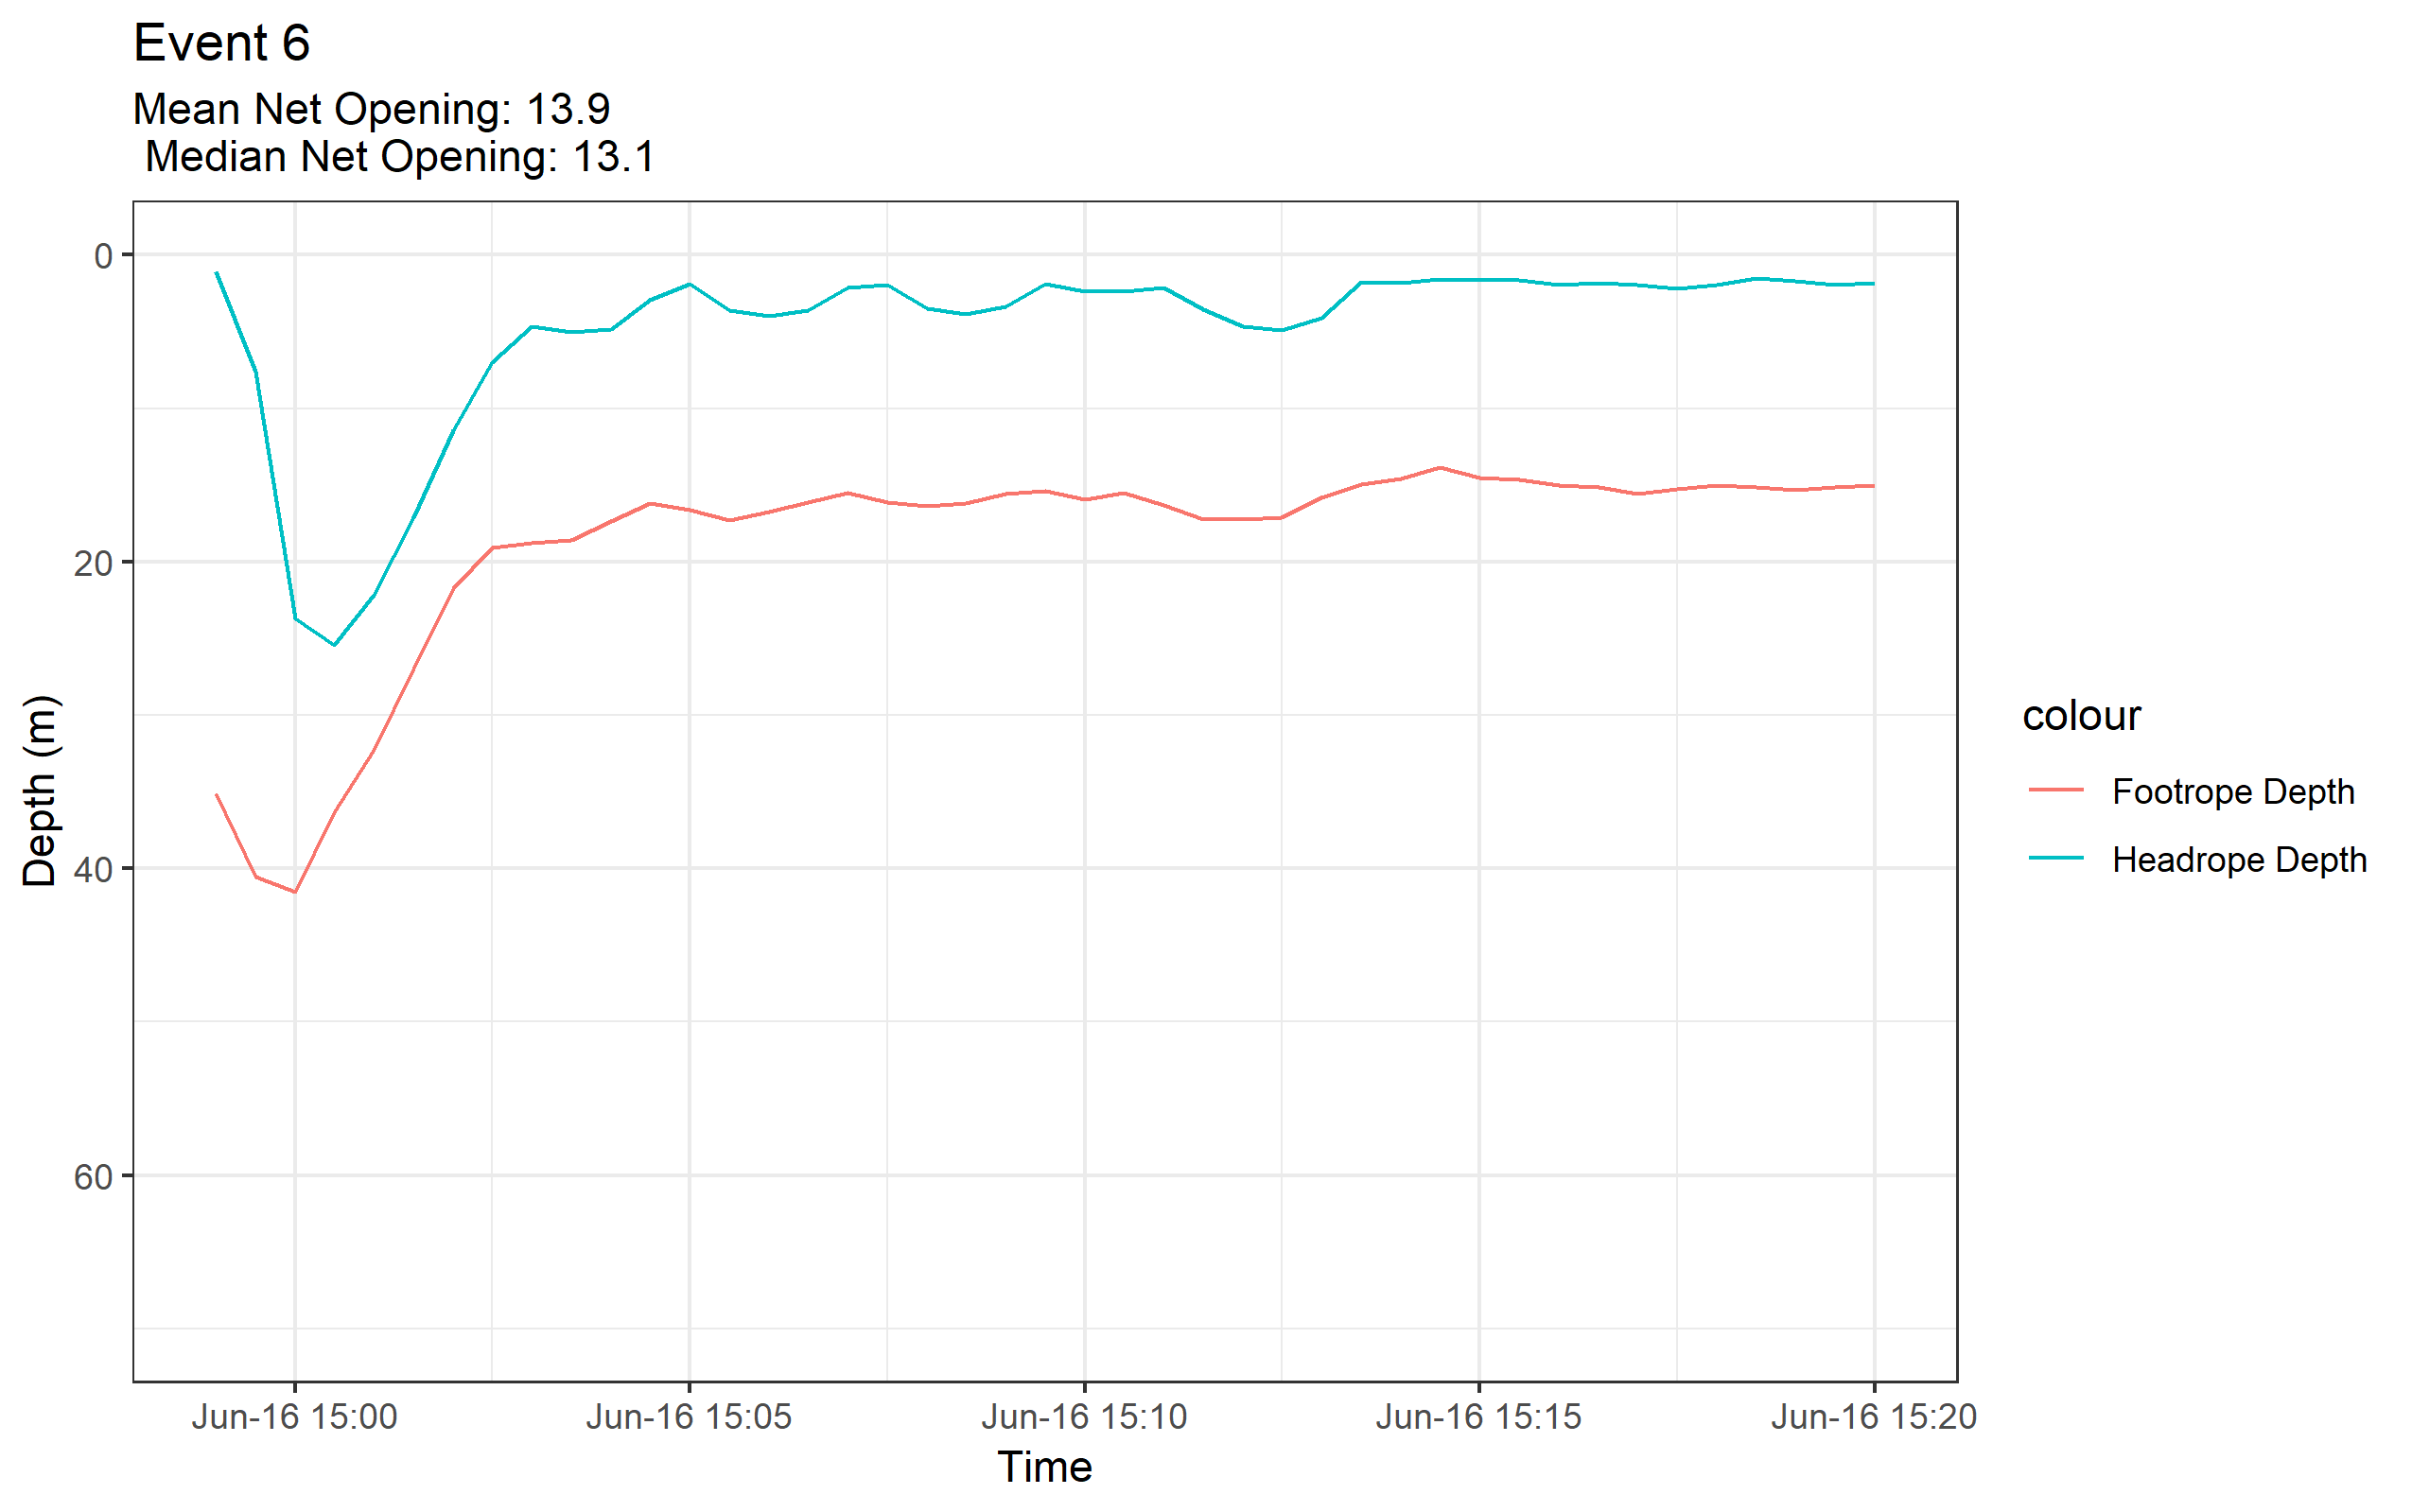 Event 6
Mean Net Opening: 13.9
Median Net Opening: 13.1
0
20
40
60
Depth (m)
Jun-16 15:00
Jun-16 15:05
Jun-16 15:10
Jun-16 15:15
Jun-16 15:20
Time
colour
Footrope Depth
Headrope Depth